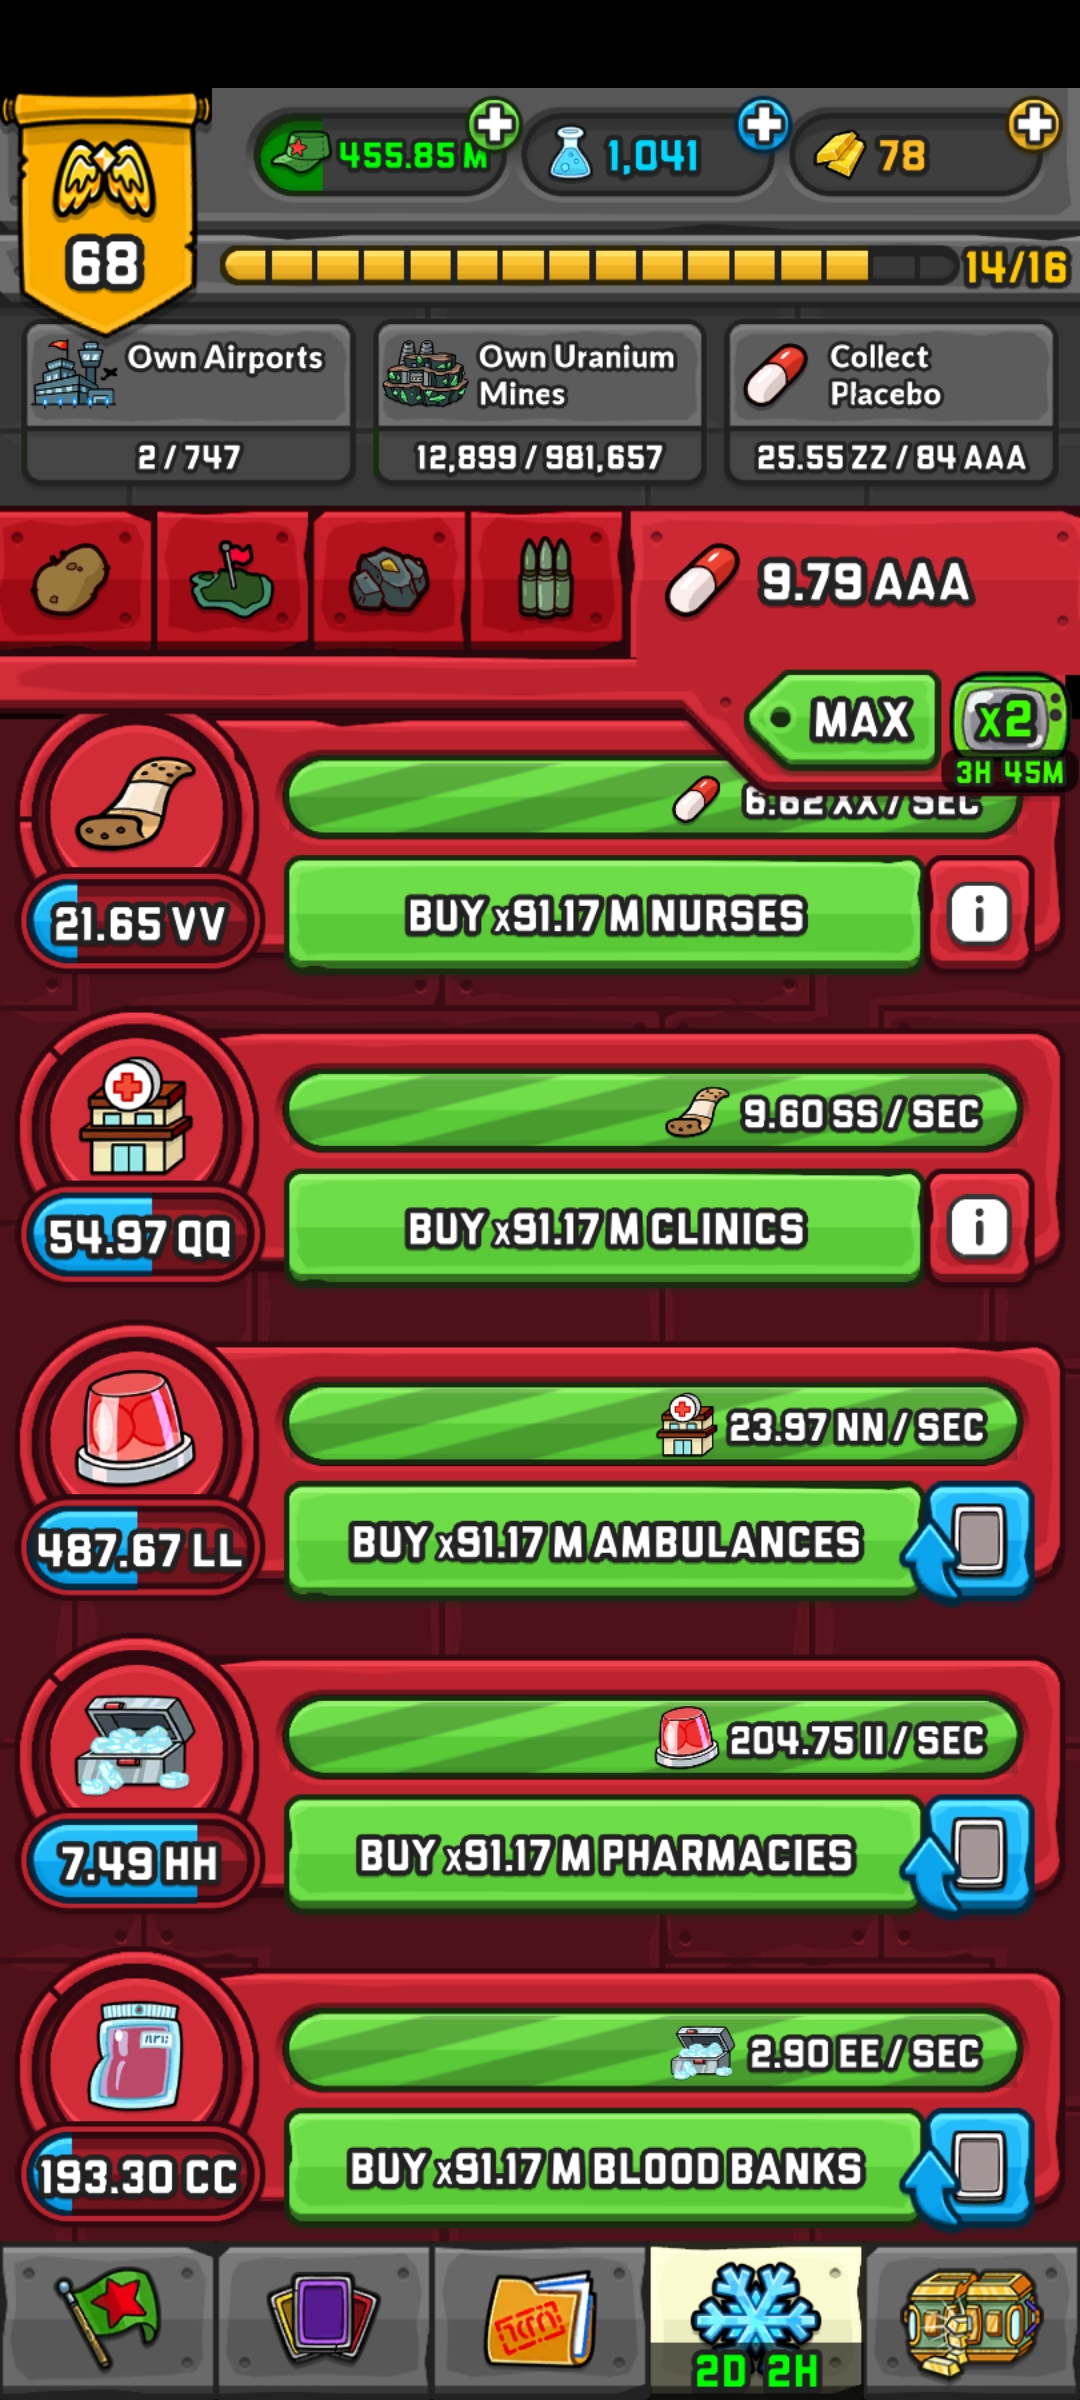 455.85 M
1,041
78
68
14/16
Own Airports
2 / 747
Own Uranium
Mines
12,899 / 981,657
Collect
Placebo
25.55 ZZ / 84 AAA
9.79 AAA
MAX
x2
3H 45M
6.62 XX / SEC
21.65 VV
BUY x91.17 M NURSES
i
9.60 SS / SEC
54.97 QQ
BUY x91.17 M CLINICS
i
23.97 NN / SEC
487.67 LL
BUY x91.17 M AMBULANCES
204.75 II / SEC
7.49 HH
BUY x91.17 M PHARMACIES
2.90 EE / SEC
193.30 CC
BUY x91.17 M BLOOD BANKS
2D 2H